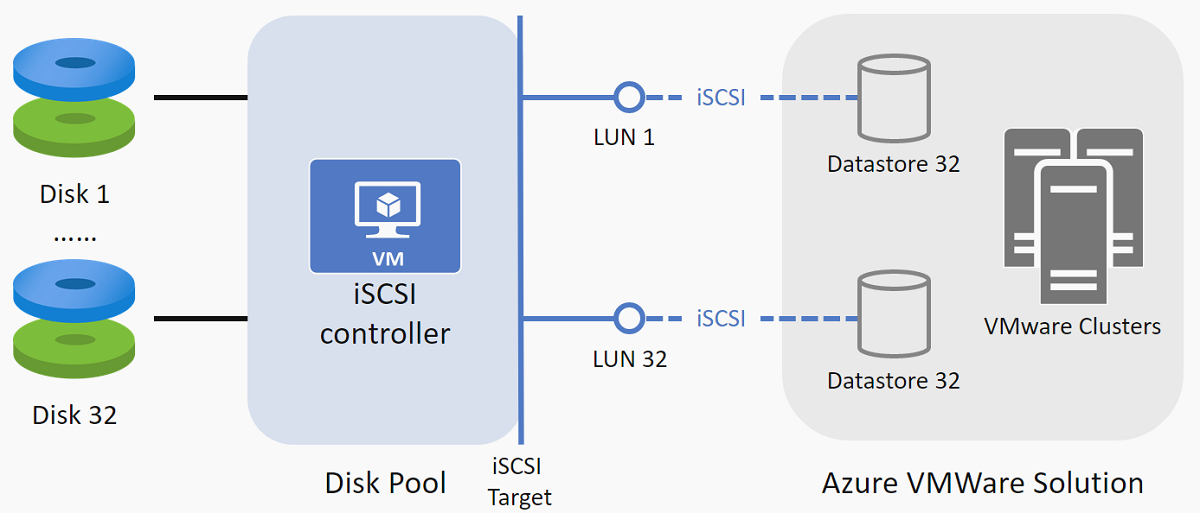 Disk 1
......
Disk 32
VM
iSCSI
controller
Disk Pool
iSCSI
Target
LUN 1
iSCSI
LUN 32
iSCSI
Datastore 32
Datastore 32
VMware Clusters
Azure VMWare Solution